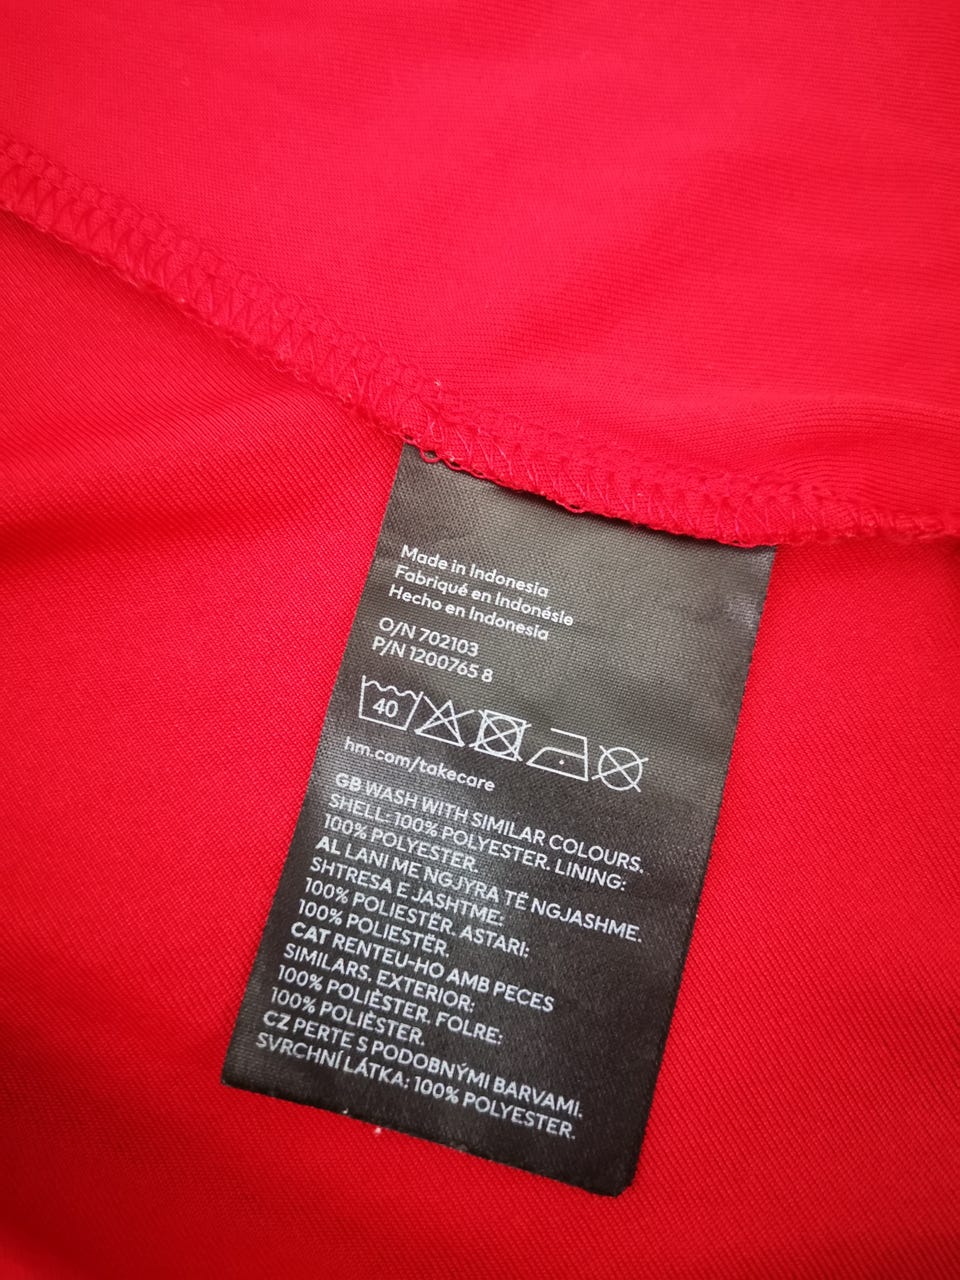 Made in Indonesia
Fabriqué en Indonésie
Hecho en Indonesia
O/N 702103
P/N 1200765 8
40
hm.com/takecare
GB WASH WITH SIMILAR COLOURS.
SHELL: 100% POLYESTER. LINING:
100% POLYESTER.
AL LANI ME NGJYRA TË NGJASHME.
SHTRESA E JASHTME:
100% POLIESTËR. ASTARI:
100% POLIESTËR.
CAT RENTEU-HO AMB PECES
SIMILARS. EXTERIOR:
100% POLIÈSTER. FOLRE:
100% POLIÈSTER.
CZ PERTE S PODOBNÝMI BARVAMI.
SVRCHNÍ LÁTKA: 100% POLYESTER.